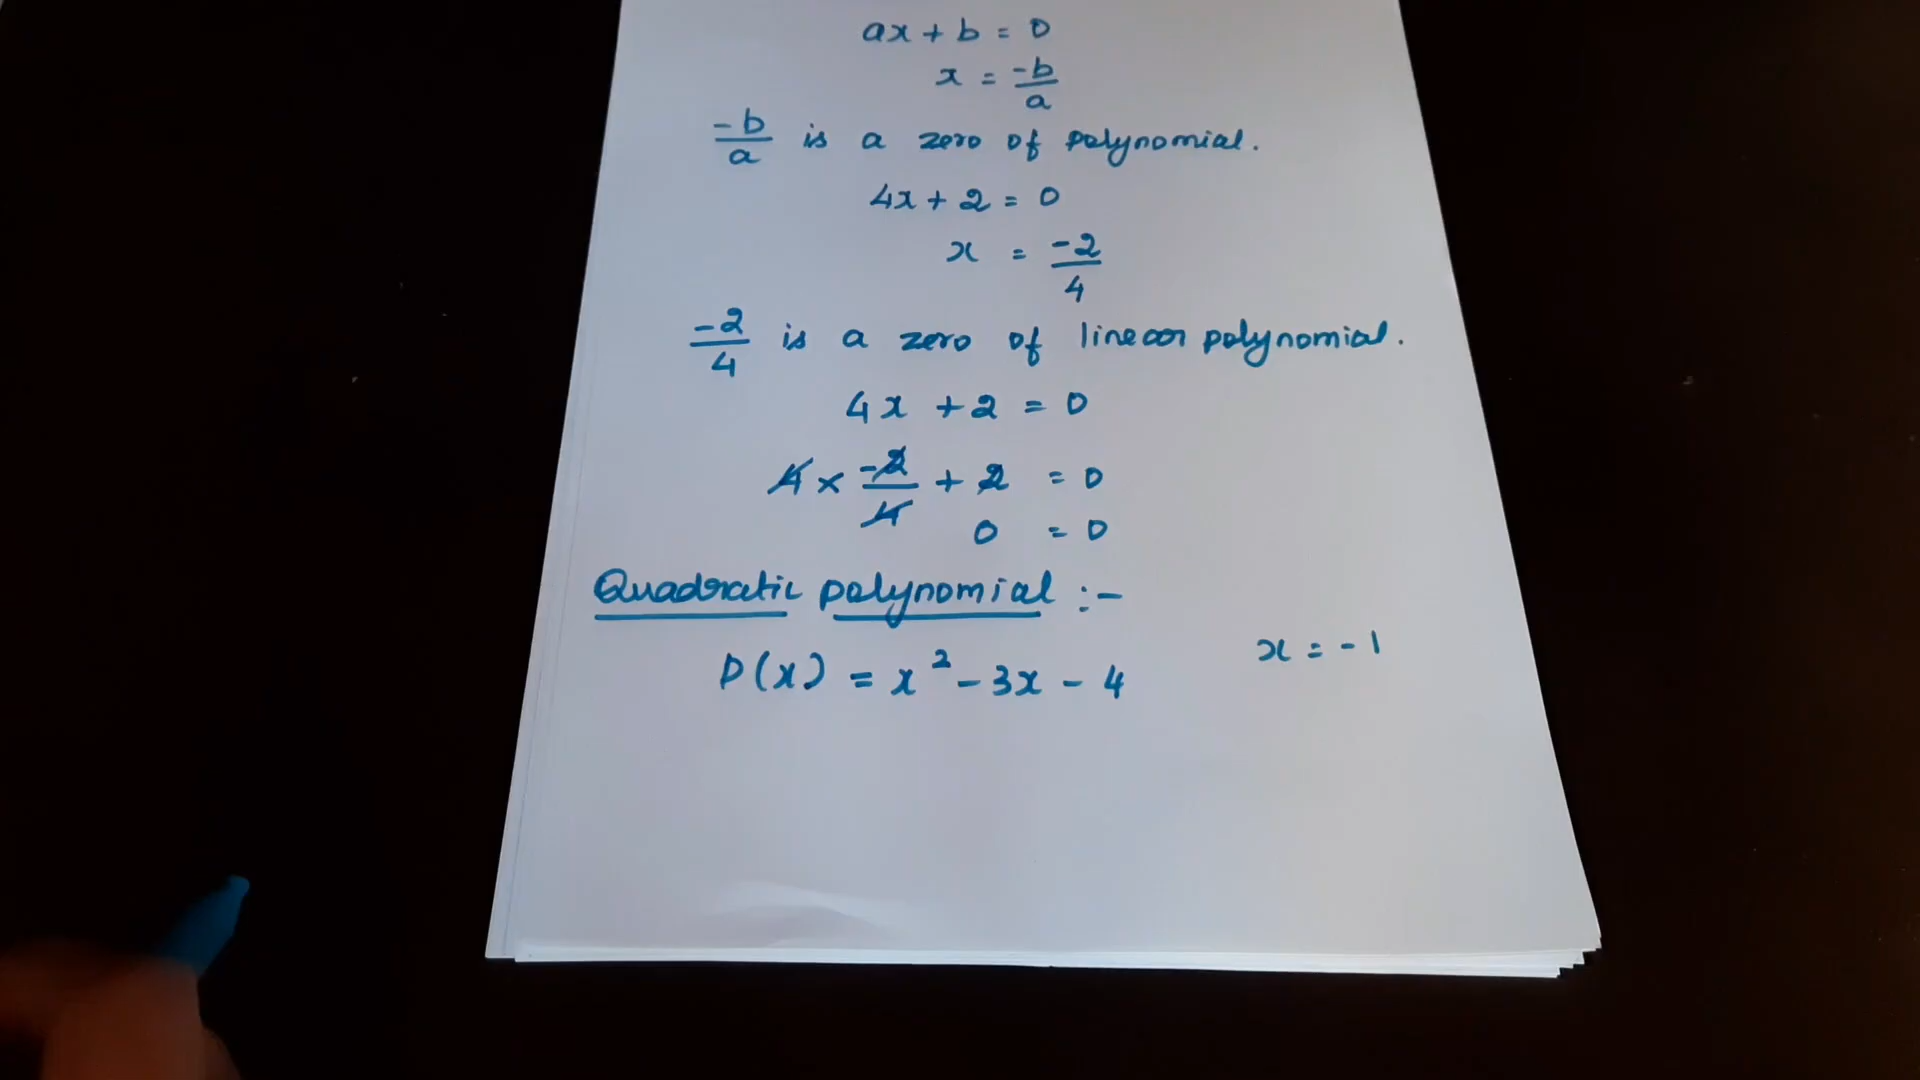 ax + b = 0
x = -b/a
-b/a is a zero of polynomial.
4x + 2 = 0
x = -2/4
-2/4 is a zero of linear polynomial.
4x + 2 = 0
4 × -2/4 + 2 = 0
0 = 0
Quadratic polynomial :-
P(x) = x² - 3x - 4
x = -1